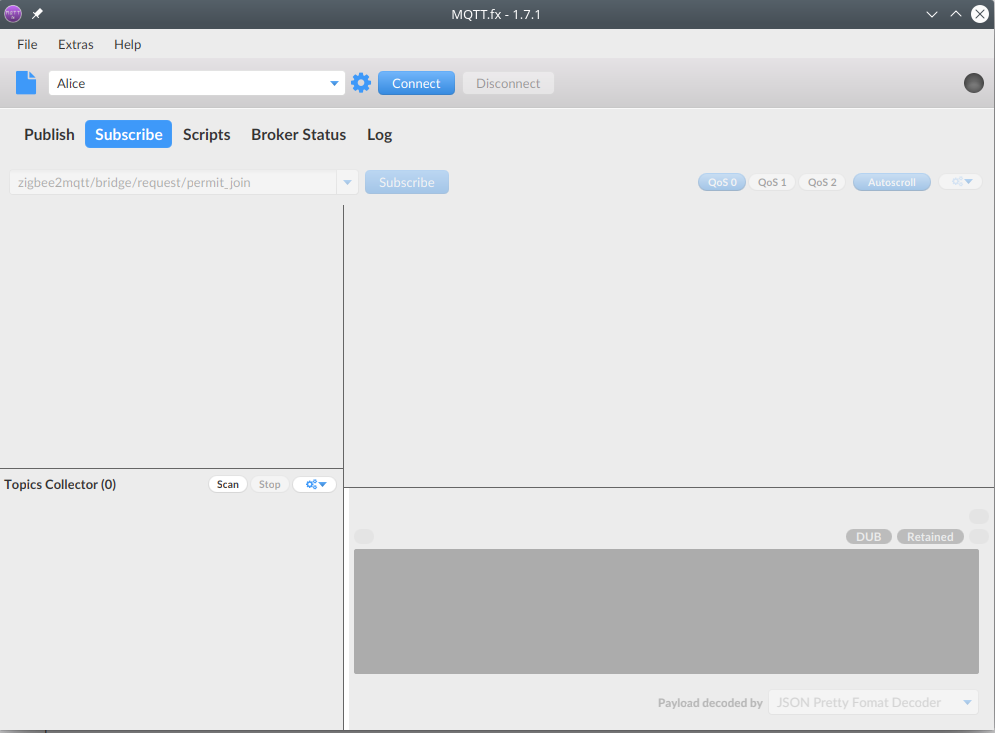 MQTT.fx - 1.7.1
File Extras Help
Alice Connect Disconnect
Publish Subscribe Scripts Broker Status Log
zigbee2mqtt/bridge/request/permit_join Subscribe QoS 0 QoS 1 QoS 2 Autoscroll
Topics Collector (0) Scan Stop
DUB Retained
Payload decoded by JSON Pretty Fomat Decoder